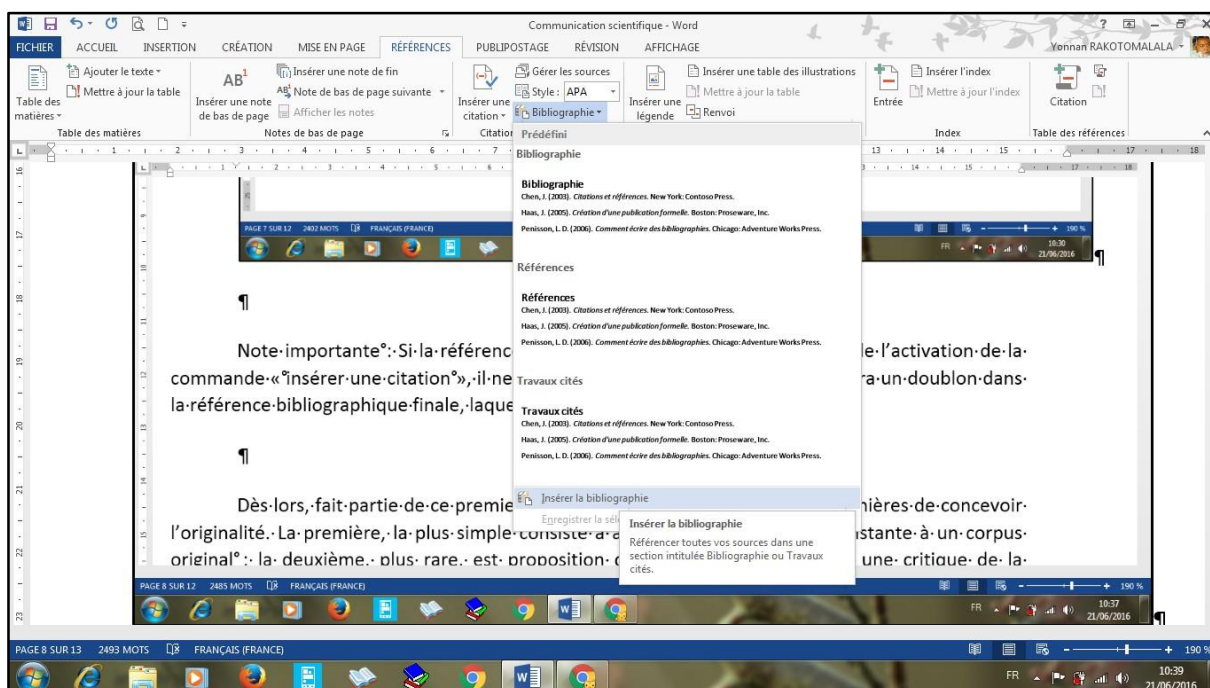 Communication scientifique - Word
FICHIER ACCUEIL INSERTION CRÉATION MISE EN PAGE RÉFÉRENCES PUBLIPOSTAGE RÉVISION AFFICHAGE Yonnan RAKOTOMALALA
Table des matières
Ajouter le texte
Mettre à jour la table
Table des matières
AB1
Insérer une note de bas de page
Insérer une note de fin
Note de bas de page suivante
Afficher les notes
Notes de bas de page
Insérer une citation
Gérer les sources
Style : APA
Bibliographie
Insérer une légende
Insérer une table des illustrations
Mettre à jour la table
Renvoi
Entrée
Insérer l'index
Mettre à jour l'index
Index
Citation
Table des références
Prédéfini
Bibliographie
Bibliographie
Chen, J. (2003). Citations et références. New York: Contoso Press.
Haas, J. (2005). Création d'une publication formelle. Boston: Proseware, Inc.
Penisson, L. D. (2006). Comment écrire des bibliographies. Chicago: Adventure Works Press.
Références
Références
Chen, J. (2003). Citations et références. New York: Contoso Press.
Haas, J. (2005). Création d'une publication formelle. Boston: Proseware, Inc.
Penisson, L. D. (2006). Comment écrire des bibliographies. Chicago: Adventure Works Press.
Travaux cités
Travaux cités
Chen, J. (2003). Citations et références. New York: Contoso Press.
Haas, J. (2005). Création d'une publication formelle. Boston: Proseware, Inc.
Penisson, L. D. (2006). Comment écrire des bibliographies. Chicago: Adventure Works Press.
Insérer la bibliographie
Enregistrer la sél
Insérer la bibliographie
Référencer toutes vos sources dans une
section intitulée Bibliographie ou Travaux
cités.
PAGE 7 SUR 12 2402 MOTS FRANÇAIS (FRANCE) 190 %
FR 10:30
21/06/2016
¶
¶
Note·importante°:·Si·la·référenc e·l'activation·de·la·
commande·«°insérer·une·citation°»,·il·ne ra·un·doublon·dans·
la·référence·bibliographique·finale,·laque
¶
Dès·lors,·fait·partie·de·ce·premie nières·de·concevoir·
l'originalité.·La·première,·la·plus·simple·consiste·à·a stante·à·un·corpus·
original°:·la·deuxième,·plus·rare,·est·proposition une·critique·de·la·
PAGE 8 SUR 12 2485 MOTS FRANÇAIS (FRANCE) 190 %
FR 10:37
21/06/2016
¶
PAGE 8 SUR 13 2493 MOTS FRANÇAIS (FRANCE) 190 %
FR 10:39
21/06/2016